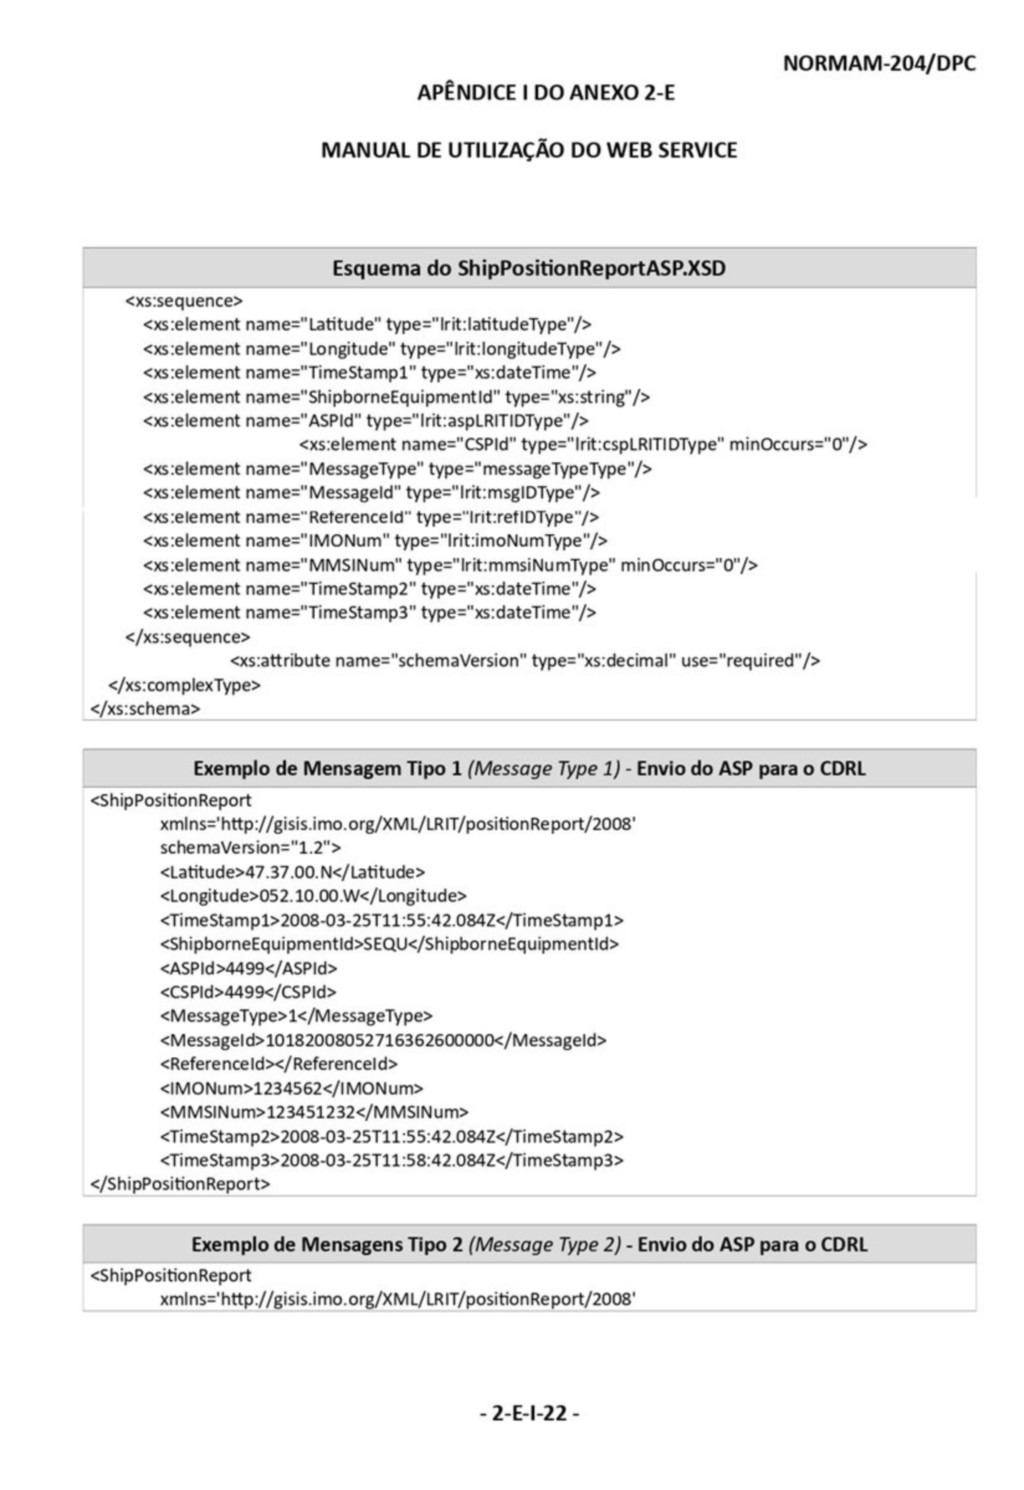 NORMAM-204/DPC
APÊNDICE I DO ANEXO 2-E
MANUAL DE UTILIZAÇÃO DO WEB SERVICE
Esquema do ShipPositionReportASP.XSD
<xs:sequence>
<xs:element name="Latitude" type="lrit:latitudeType"/>
<xs:element name="Longitude" type="lrit:longitudeType"/>
<xs:element name="TimeStamp1" type="xs:dateTime"/>
<xs:element name="ShipborneEquipmentId" type="xs:string"/>
<xs:element name="ASPId" type="lrit:aspLRITIDType"/>
<xs:element name="CSPId" type="lrit:cspLRITIDType" minOccurs="0"/>
<xs:element name="MessageType" type="messageTypeType"/>
<xs:element name="MessageId" type="lrit:msgIDType"/>
<xs:element name="ReferenceId" type="lrit:refIDType"/>
<xs:element name="IMONum" type="lrit:imoNumType"/>
<xs:element name="MMSINum" type="lrit:mmsiNumType" minOccurs="0"/>
<xs:element name="TimeStamp2" type="xs:dateTime"/>
<xs:element name="TimeStamp3" type="xs:dateTime"/>
</xs:sequence>
<xs:attribute name="schemaVersion" type="xs:decimal" use="required"/>
</xs:complexType>
</xs:schema>
Exemplo de Mensagem Tipo 1 (Message Type 1) - Envio do ASP para o CDRL
<ShipPositionReport
xmlns='http://gisis.imo.org/XML/LRIT/positionReport/2008'
schemaVersion="1.2">
<Latitude>47.37.00.N</Latitude>
<Longitude>052.10.00.W</Longitude>
<TimeStamp1>2008-03-25T11:55:42.084Z</TimeStamp1>
<ShipborneEquipmentId>SEQU</ShipborneEquipmentId>
<ASPId>4499</ASPId>
<CSPId>4499</CSPId>
<MessageType>1</MessageType>
<MessageId>10182008052716362600000</MessageId>
<ReferenceId></ReferenceId>
<IMONum>1234562</IMONum>
<MMSINum>123451232</MMSINum>
<TimeStamp2>2008-03-25T11:55:42.084Z</TimeStamp2>
<TimeStamp3>2008-03-25T11:58:42.084Z</TimeStamp3>
</ShipPositionReport>
Exemplo de Mensagens Tipo 2 (Message Type 2) - Envio do ASP para o CDRL
<ShipPositionReport
xmlns='http://gisis.imo.org/XML/LRIT/positionReport/2008'
- 2-E-I-22 -